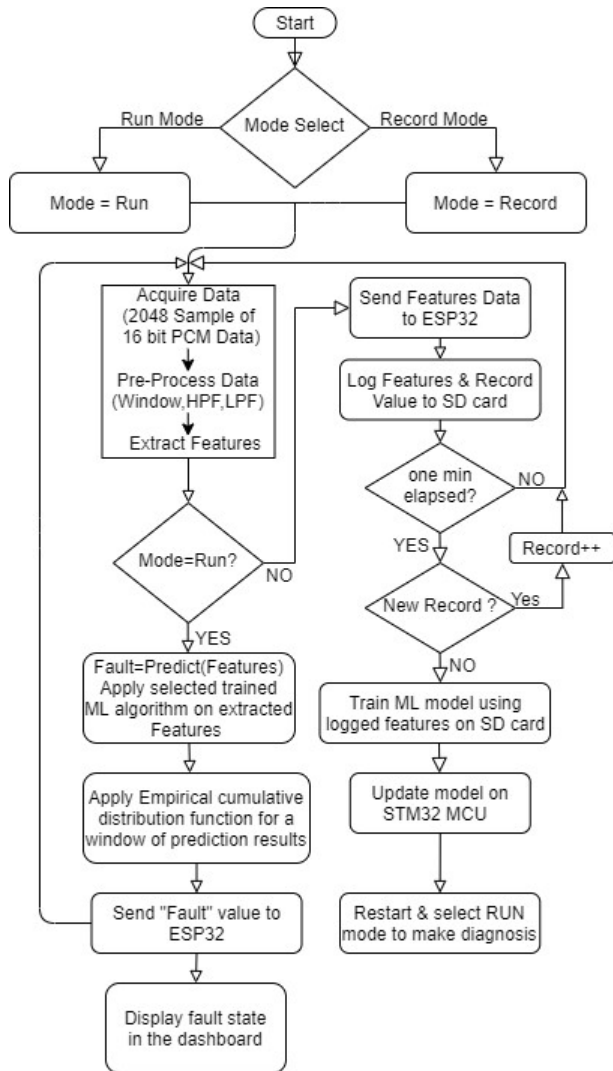 Start
Mode Select
Run Mode
Record Mode
Mode = Run
Mode = Record
Acquire Data
(2048 Sample of
16 bit PCM Data)
Pre-Process Data
(Window,HPF,LPF)
Extract Features
Mode=Run?
NO
YES
Fault=Predict(Features)
Apply selected trained
ML algorithm on extracted
Features
Apply Empirical cumulative
distribution function for a
window of prediction results
Send "Fault" value to
ESP32
Display fault state
in the dashboard
Send Features Data
to ESP32
Log Features & Record
Value to SD card
one min
elapsed?
NO
YES
Record++
New Record ?
Yes
NO
Train ML model using
logged features on SD card
Update model on
STM32 MCU
Restart & select RUN
mode to make diagnosis